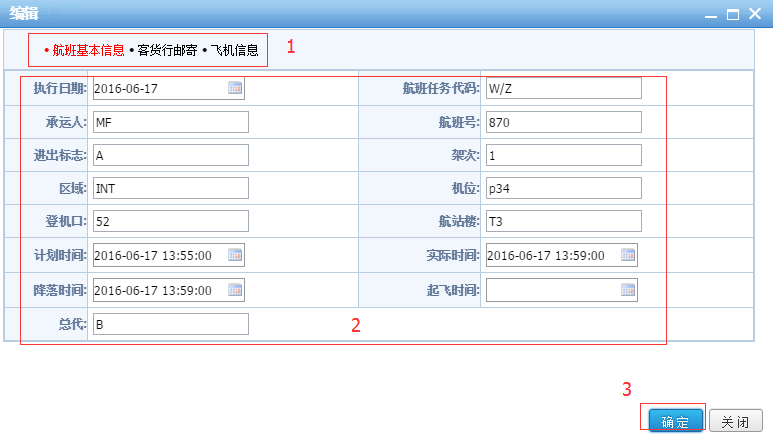 编辑
• 航班基本信息 • 客货行邮寄 • 飞机信息 1
执行日期: 2016-06-17 航班任务代码: W/Z
承运人: MF 航班号: 870
进出标志: A 架次: 1
区域: INT 机位: p34
登机口: 52 航站楼: T3
计划时间: 2016-06-17 13:55:00 实际时间: 2016-06-17 13:59:00
降落时间: 2016-06-17 13:59:00 起飞时间:
总代: B 2
3
确定 关闭